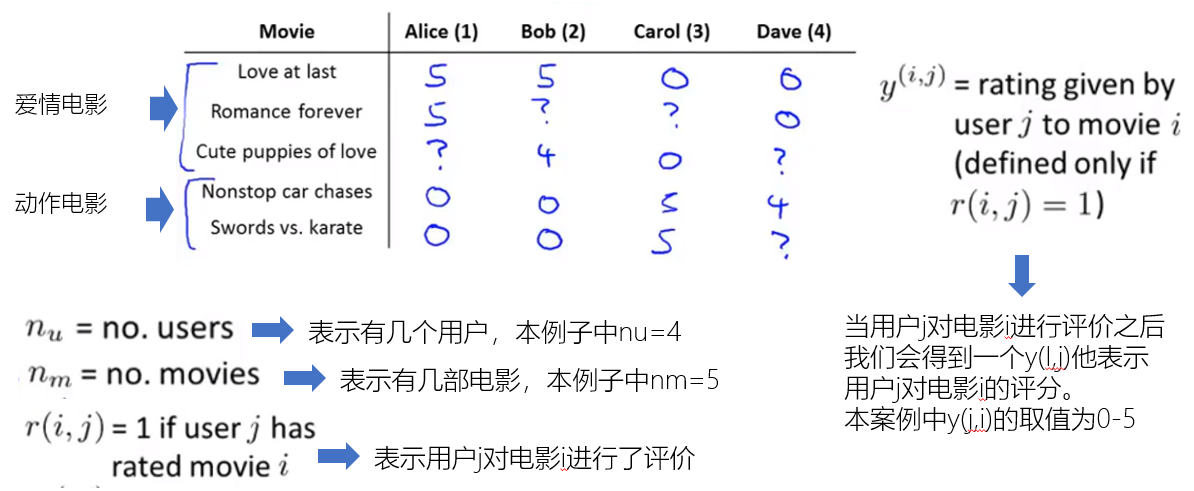 Movie Alice (1) Bob (2) Carol (3) Dave (4)
Love at last 5 5 0 0
Romance forever 5 ? ? 0
Cute puppies of love ? 4 0 ?
Nonstop car chases 0 0 5 4
Swords vs. karate 0 0 5 ?
爱情电影
动作电影
y^(i,j) = rating given by
user j to movie i
(defined only if
r(i, j) = 1)
当用户j对电影i进行评价之后
我们会得到一个y(I,j)他表示
用户j对电影i的评分。
本案例中y(j,i)的取值为0-5
n_u = no. users 表示有几个用户，本例子中nu=4
n_m = no. movies 表示有几部电影，本例子中nm=5
r(i, j) = 1 if user j has
rated movie i 表示用户j对电影ij进行了评价